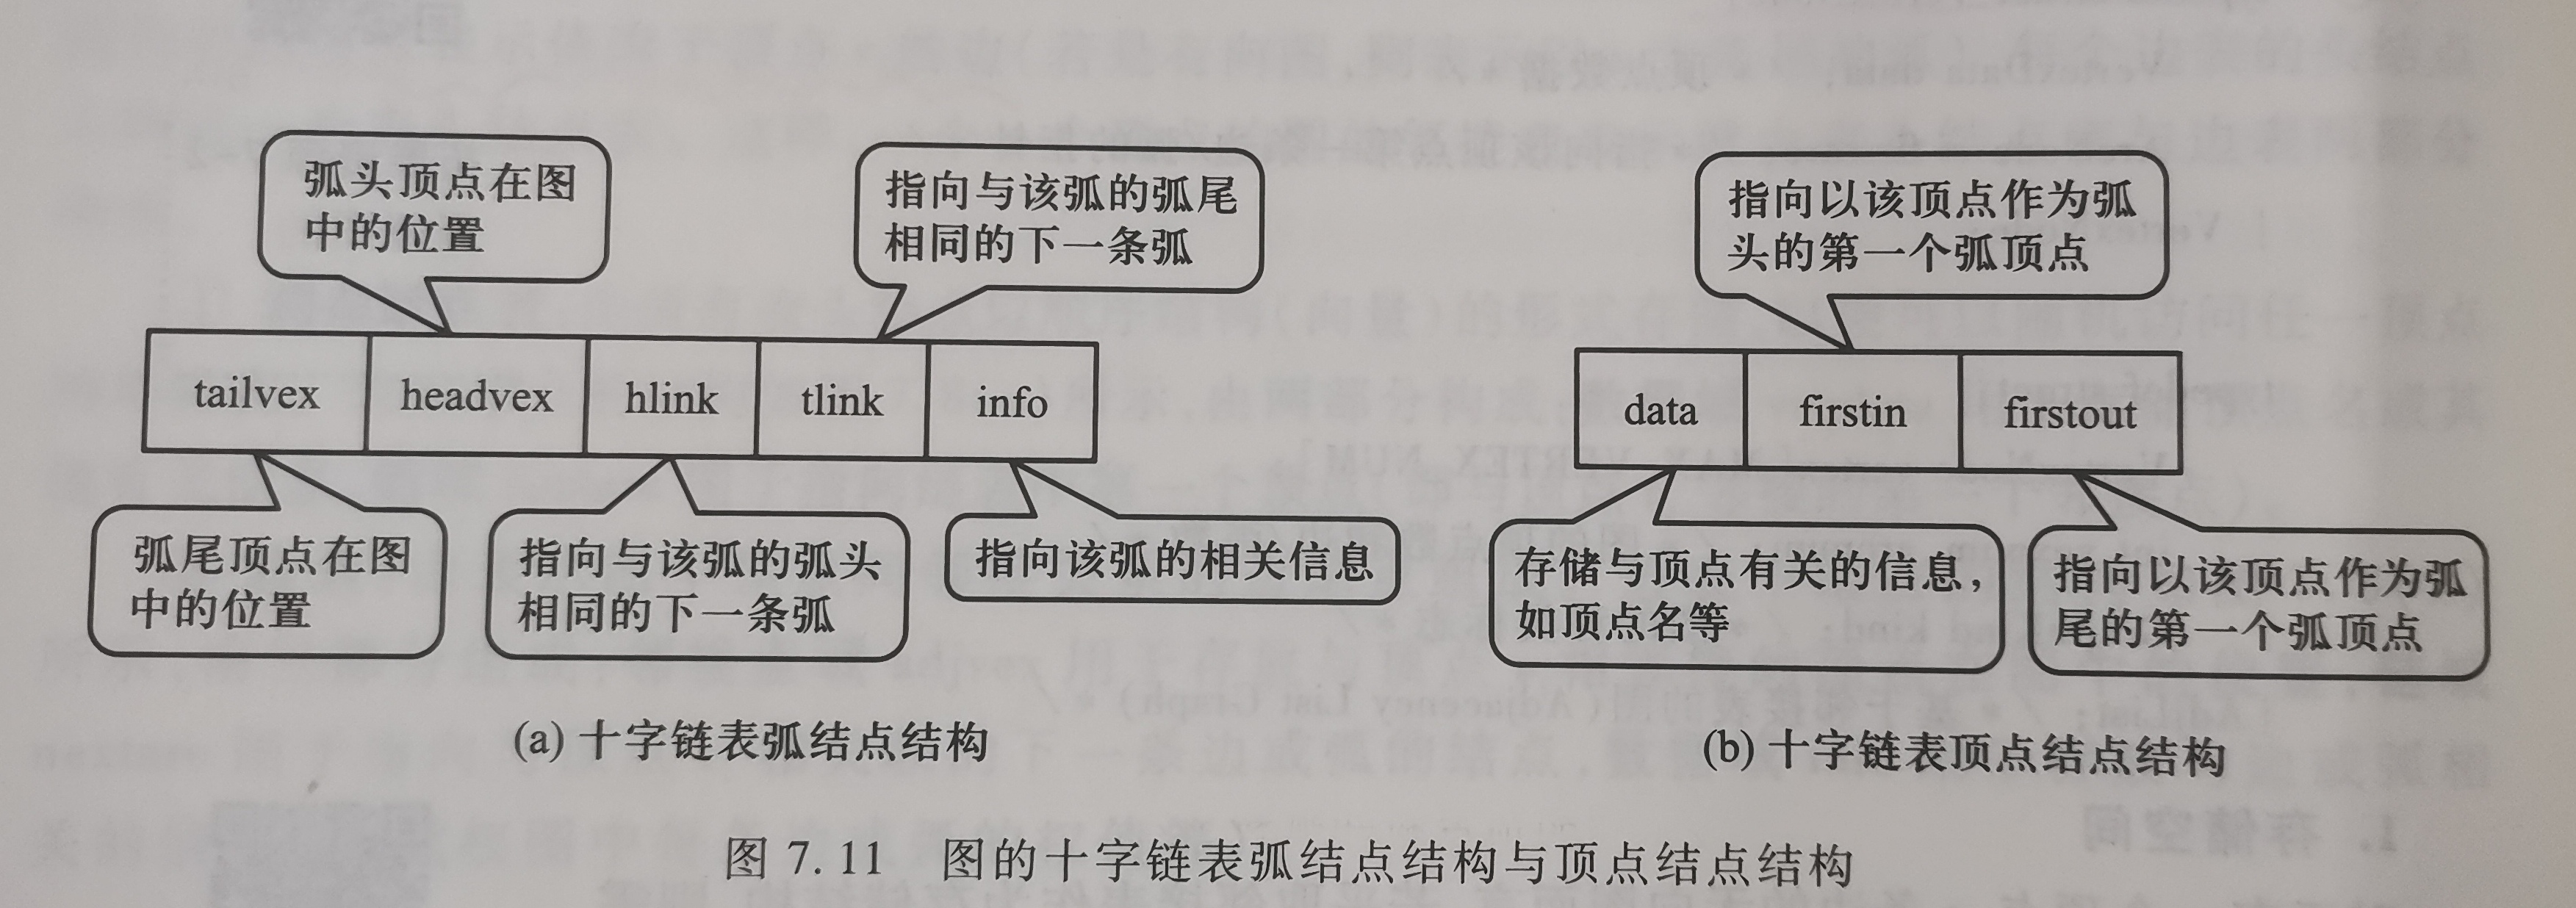 弧头顶点在图
中的位置
指向与该弧的弧尾
相同的下一条弧
指向以该顶点作为弧
头的第一个弧顶点
tailvex headvex hlink tlink info
data firstin firstout
弧尾顶点在图
中的位置
指向与该弧的弧头
相同的下一条弧
指向该弧的相关信息
存储与顶点有关的信息，
如顶点名等
指向以该顶点作为弧
尾的第一个弧顶点
(a) 十字链表弧结点结构
(b) 十字链表顶点结点结构
图 7.11 图的十字链表弧结点结构与顶点结点结构